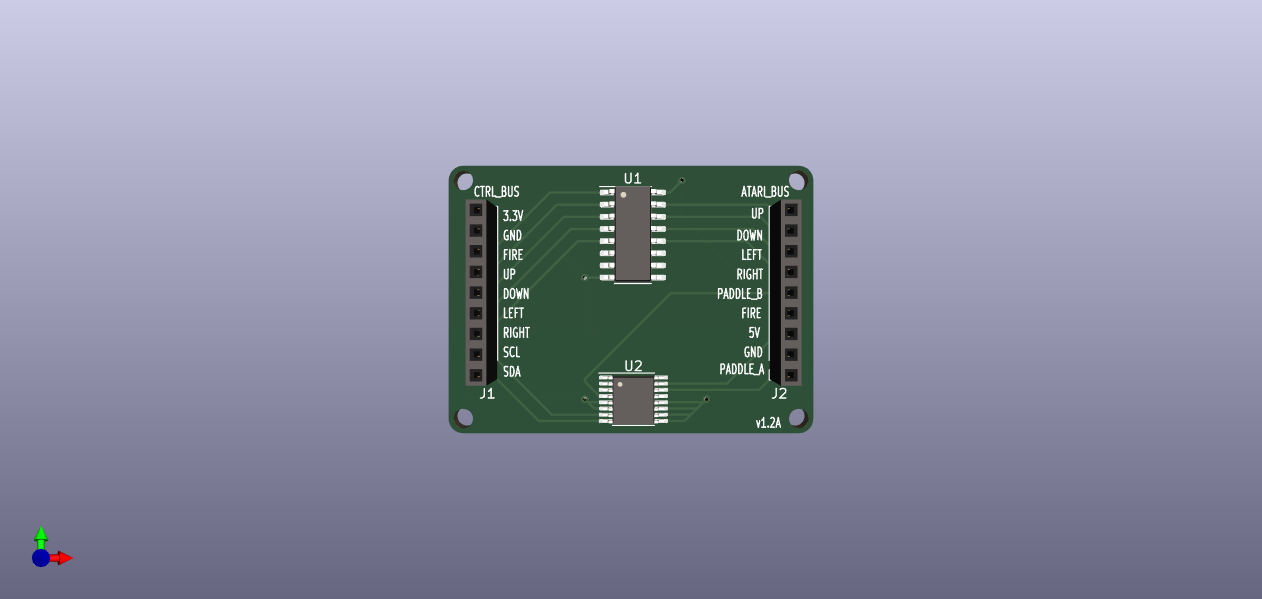 U1
CTRL_BUS
3.3V
GND
FIRE
UP
DOWN
LEFT
RIGHT
SCL
SDA
J1
ATARI_BUS
UP
DOWN
LEFT
RIGHT
PADDLE_B
FIRE
5V
GND
PADDLE_A
J2
U2
v1.2A